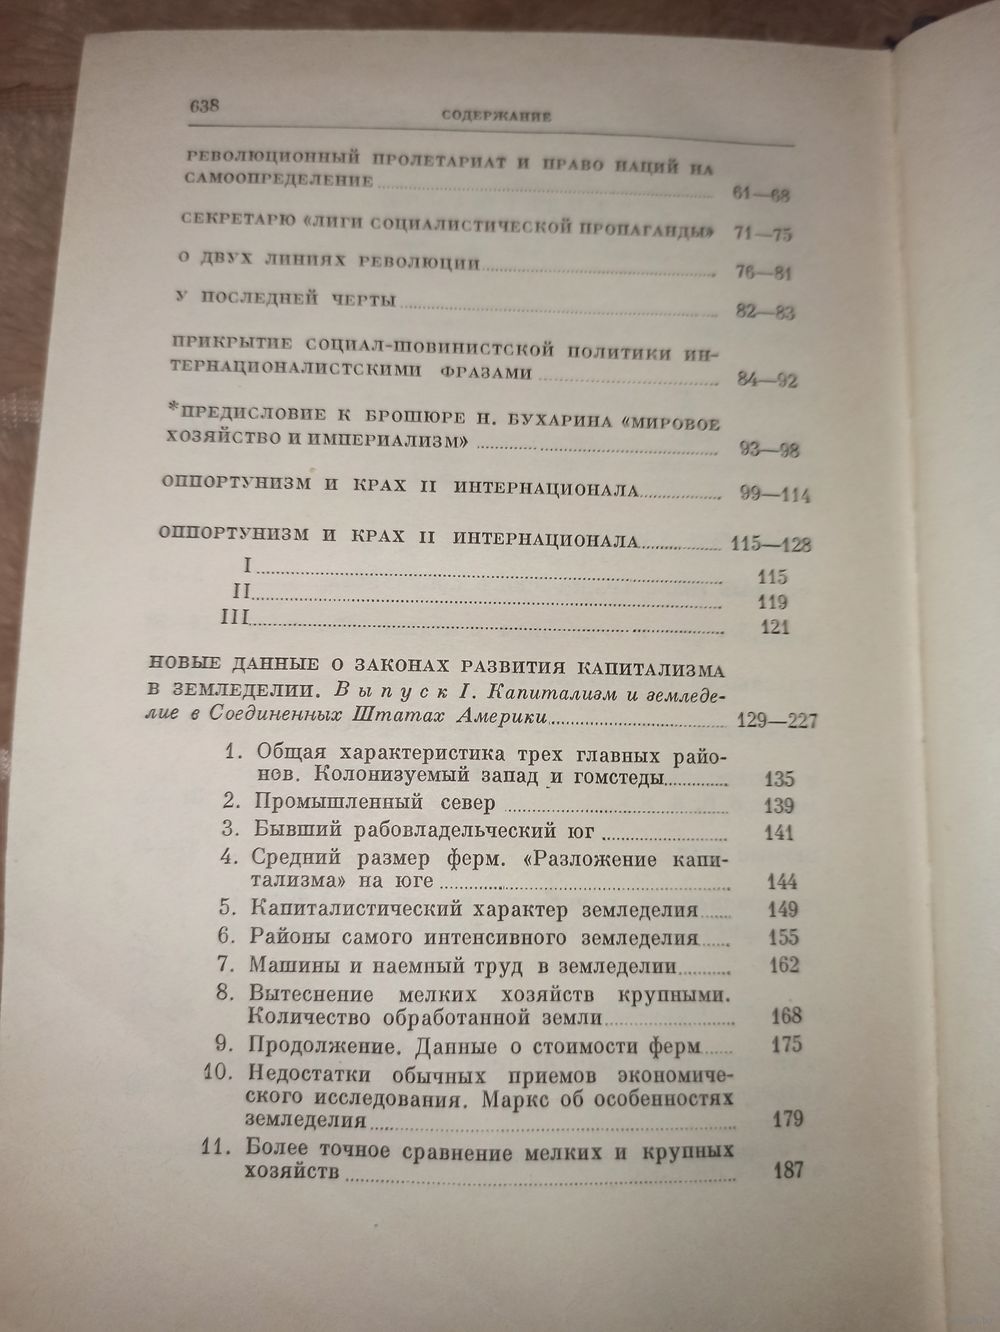 638
СОДЕРЖАНИЕ
РЕВОЛЮЦИОННЫЙ ПРОЛЕТАРИАТ И ПРАВО НАЦИЙ НА
САМООПРЕДЕЛЕНИЕ 61—68
СЕКРЕТАРЮ «ЛИГИ СОЦИАЛИСТИЧЕСКОЙ ПРОПАГАНДЫ» 71—75
О ДВУХ ЛИНИЯХ РЕВОЛЮЦИИ 76—81
У ПОСЛЕДНЕЙ ЧЕРТЫ 82—83
ПРИКРЫТИЕ СОЦИАЛ-ШОВИНИСТСКОЙ ПОЛИТИКИ ИН-
ТЕРНАЦИОНАЛИСТСКИМИ ФРАЗАМИ 84—92
*ПРЕДИСЛОВИЕ К БРОШЮРЕ Н. БУХАРИНА «МИРОВОЕ
ХОЗЯЙСТВО И ИМПЕРИАЛИЗМ» 93—98
ОППОРТУНИЗМ И КРАХ II ИНТЕРНАЦИОНАЛА 99—114
ОППОРТУНИЗМ И КРАХ II ИНТЕРНАЦИОНАЛА 115—128
I 115
II 119
III 121
НОВЫЕ ДАННЫЕ О ЗАКОНАХ РАЗВИТИЯ КАПИТАЛИЗМА
В ЗЕМЛЕДЕЛИИ. Выпуск I. Капитализм и земледе-
лие в Соединенных Штатах Америки 129—227
1. Общая характеристика трех главных райо-
нов. Колонизуемый запад и гомстеды 135
2. Промышленный север 139
3. Бывший рабовладельческий юг 141
4. Средний размер ферм. «Разложение капи-
тализма» на юге 144
5. Капиталистический характер земледелия 149
6. Районы самого интенсивного земледелия 155
7. Машины и наемный труд в земледелии 162
8. Вытеснение мелких хозяйств крупными.
Количество обработанной земли 168
9. Продолжение. Данные о стоимости ферм 175
10. Недостатки обычных приемов экономиче-
ского исследования. Маркс об особенностях
земледелия 179
11. Более точное сравнение мелких и крупных
хозяйств 187